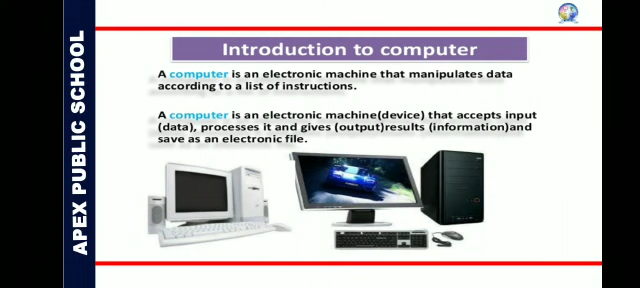 APEX PUBLIC SCHOOL
Introduction to computer
A computer is an electronic machine that manipulates data
according to a list of instructions.
A computer is an electronic machine(device) that accepts input
(data), processes it and gives (output)results (information)and
save as an electronic file.